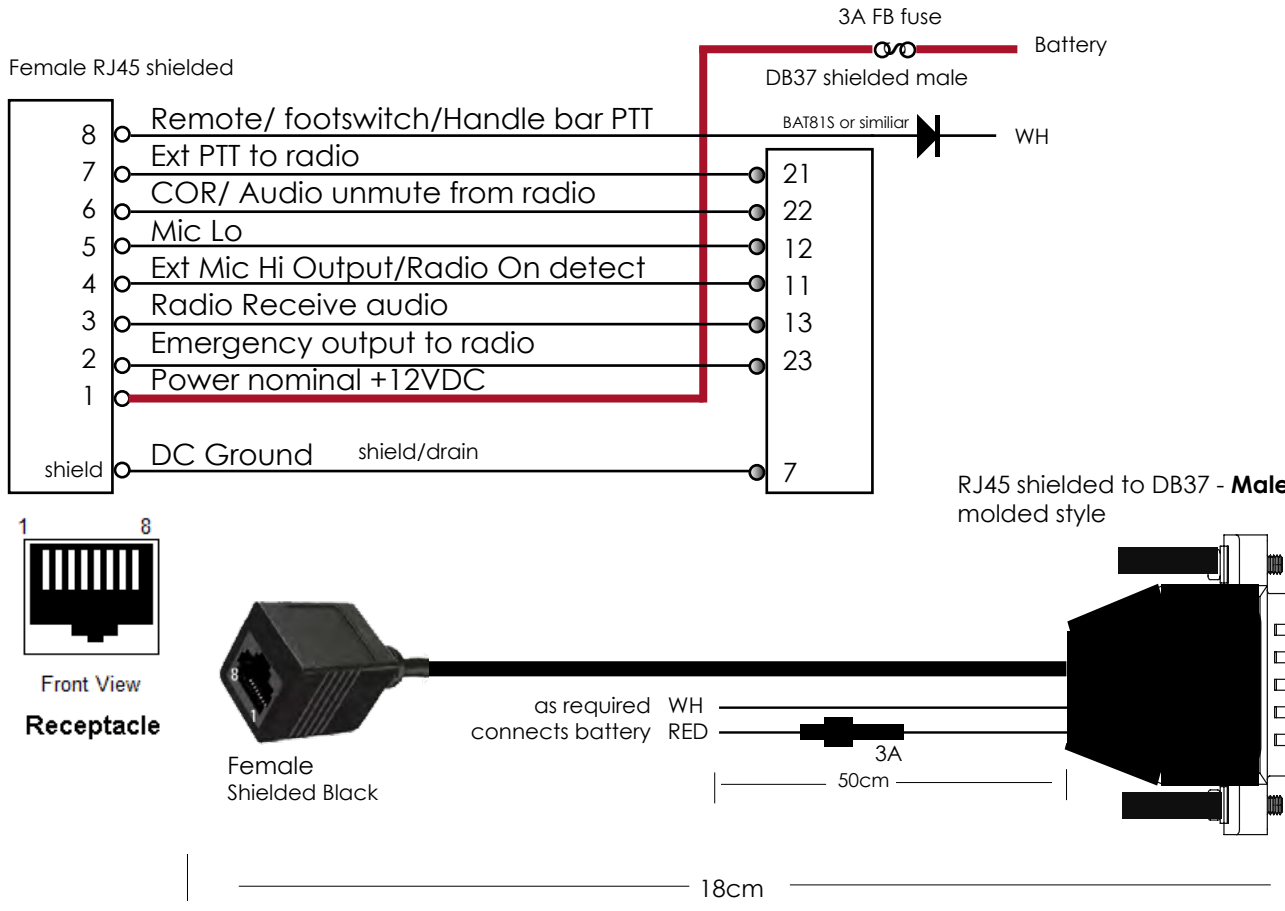 3A FB fuse
Battery
Female RJ45 shielded
DB37 shielded male
8 Remote/ footswitch/Handle bar PTT BAT81S or similiar WH
7 Ext PTT to radio 21
6 COR/ Audio unmute from radio 22
5 Mic Lo 12
4 Ext Mic Hi Output/Radio On detect 11
3 Radio Receive audio 13
2 Emergency output to radio 23
1 Power nominal +12VDC
shield DC Ground shield/drain 7
RJ45 shielded to DB37 - Male
molded style
1 8
Front View
Receptacle
8
1
Female
Shielded Black
as required WH
connects battery RED
3A
50cm
18cm